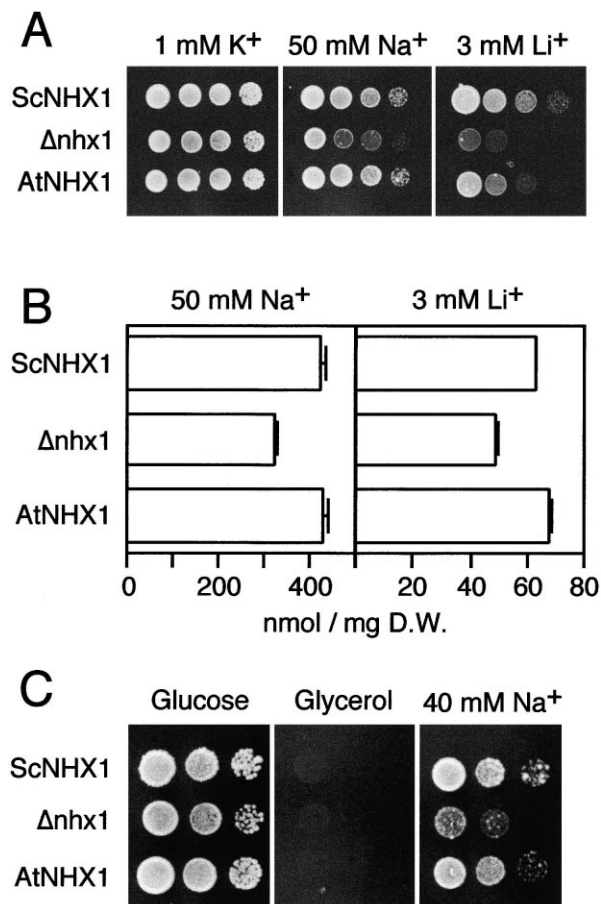 A
1 mM K+ 50 mM Na+ 3 mM Li+
ScNHX1
Δnhx1
AtNHX1
B
50 mM Na+ 3 mM Li+
ScNHX1
Δnhx1
AtNHX1
0 200 400 20 40 60 80
nmol / mg D.W.
C
Glucose Glycerol 40 mM Na+
ScNHX1
Δnhx1
AtNHX1